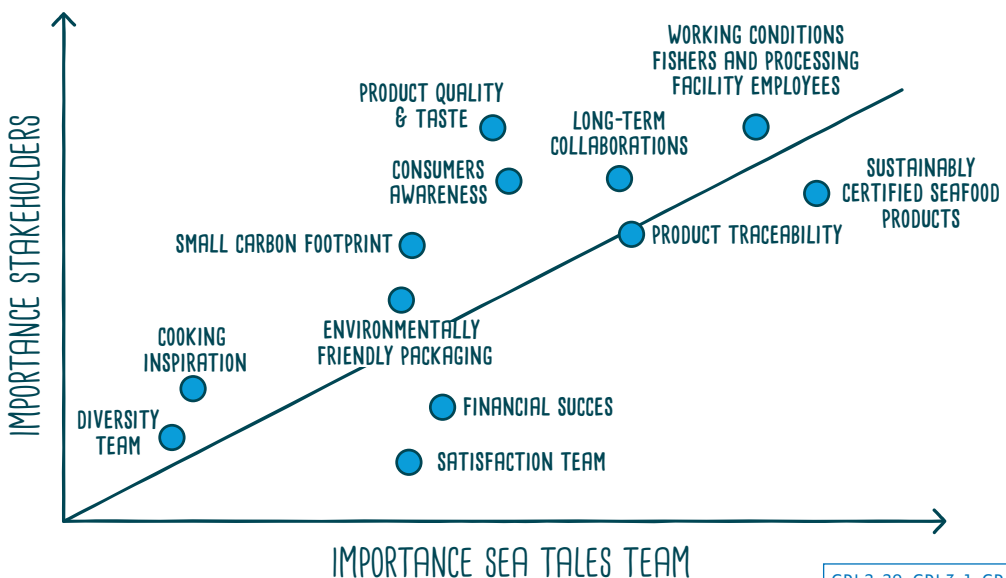 WORKING CONDITIONS
FISHERS AND PROCESSING
FACILITY EMPLOYEES
PRODUCT QUALITY
& TASTE
LONG-TERM
COLLABORATIONS
CONSUMERS
AWARENESS
SUSTAINABLY
CERTIFIED SEAFOOD
PRODUCTS
SMALL CARBON FOOTPRINT
PRODUCT TRACEABILITY
ENVIRONMENTALLY
FRIENDLY PACKAGING
COOKING
INSPIRATION
DIVERSITY
TEAM
FINANCIAL SUCCES
SATISFACTION TEAM
IMPORTANCE STAKEHOLDERS
IMPORTANCE SEA TALES TEAM